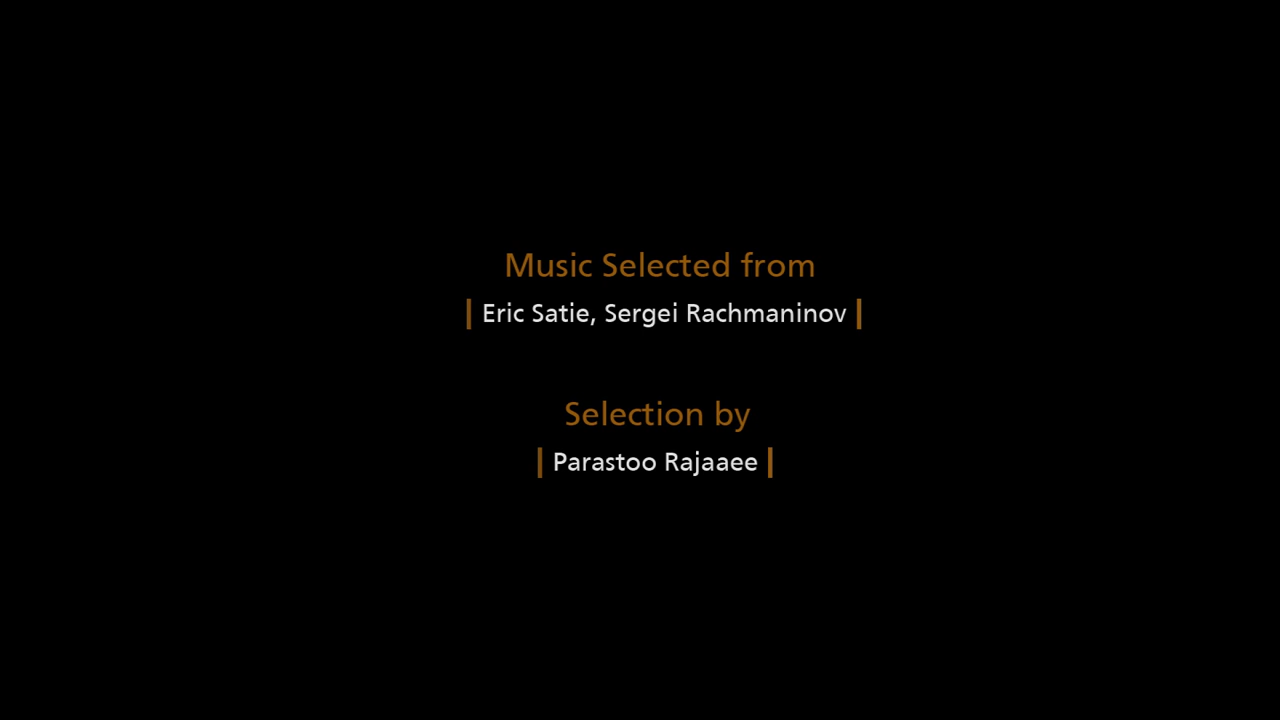 Music Selected from
| Eric Satie, Sergei Rachmaninov |
Selection by
| Parastoo Rajaaee |